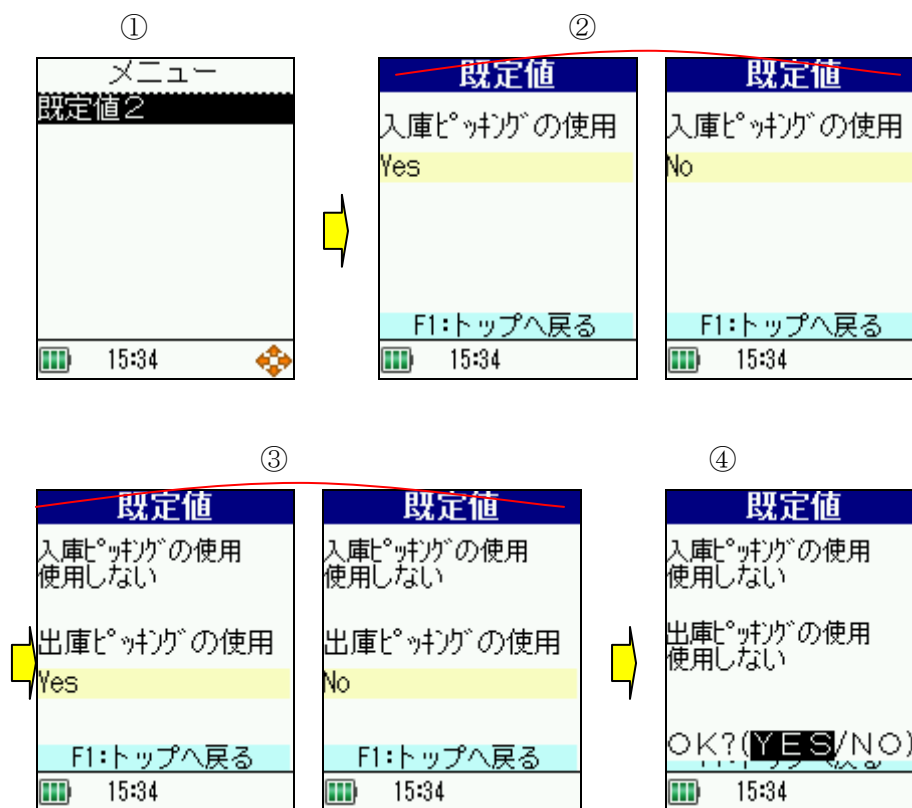 ①
メニュー
既定値2
15:34
②
既定値
入庫ピッキングの使用
Yes
F1:トップへ戻る
15:34
既定値
入庫ピッキングの使用
No
F1:トップへ戻る
15:34
③
既定値
入庫ピッキングの使用
使用しない
出庫ピッキングの使用
Yes
F1:トップへ戻る
15:34
既定値
入庫ピッキングの使用
使用しない
出庫ピッキングの使用
No
F1:トップへ戻る
15:34
④
既定値
入庫ピッキングの使用
使用しない
出庫ピッキングの使用
使用しない
OK?(YES/NO)
15:34